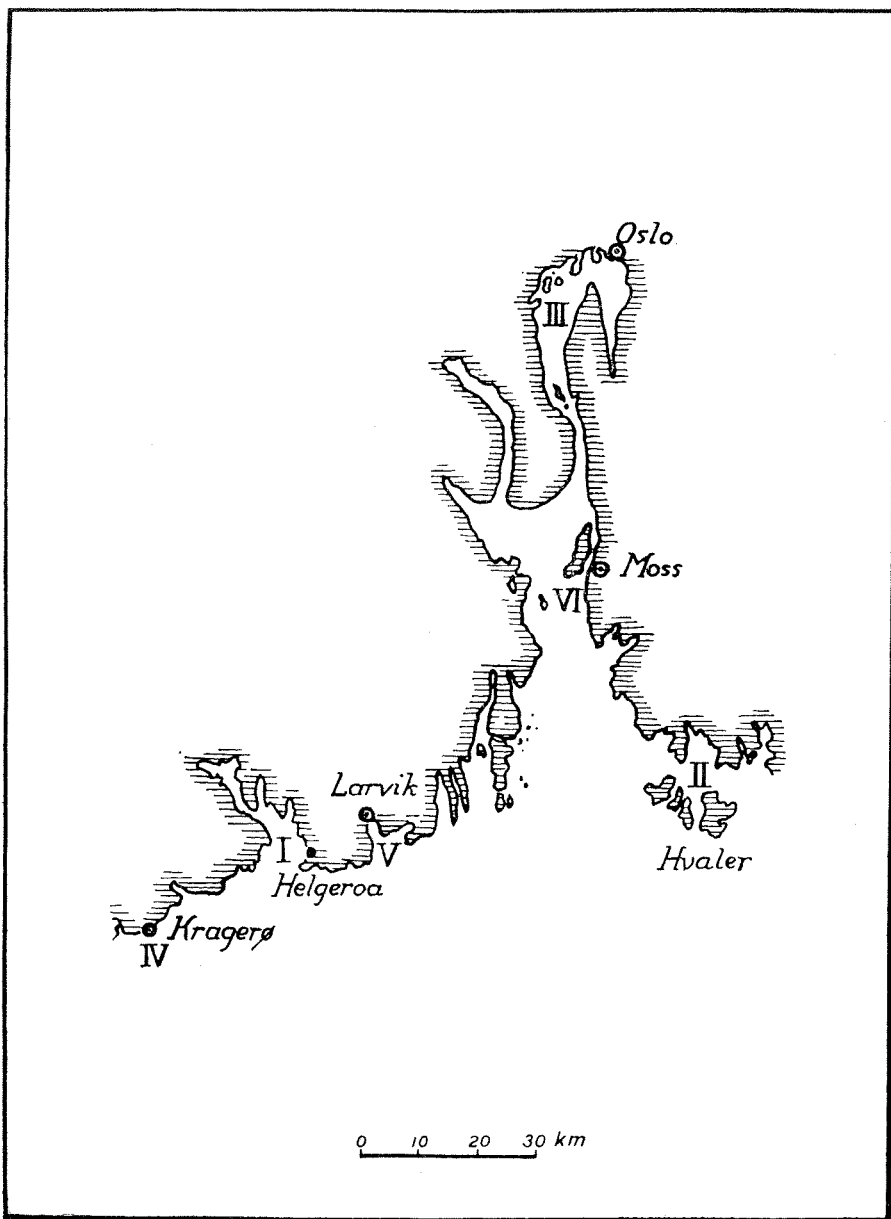 Oslo
III
Moss
VI
II
Larvik
I
V
Hvaler
Helgeroa
Kragerø
IV
0 10 20 30 km